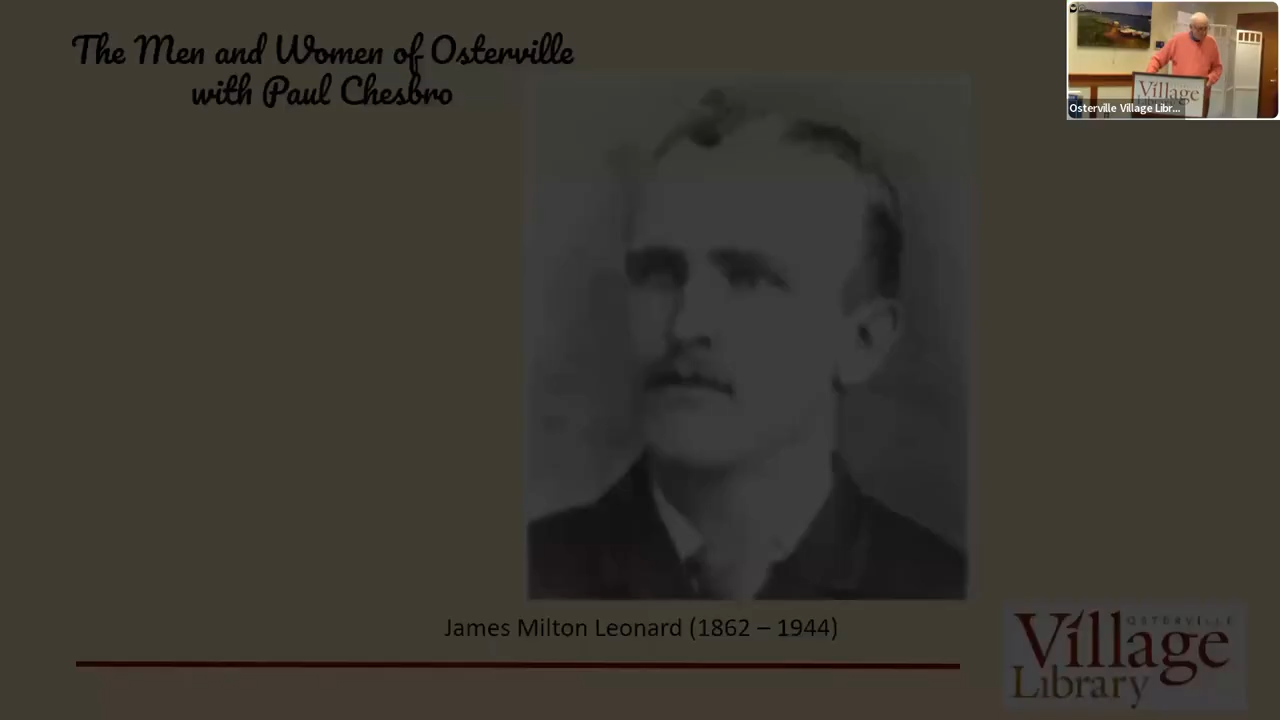 The Men and Women of Osterville
with Paul Chesbro
Village
Osterville Village Libr...
James Milton Leonard (1862 – 1944)
OSTERVILLE
Village
Library